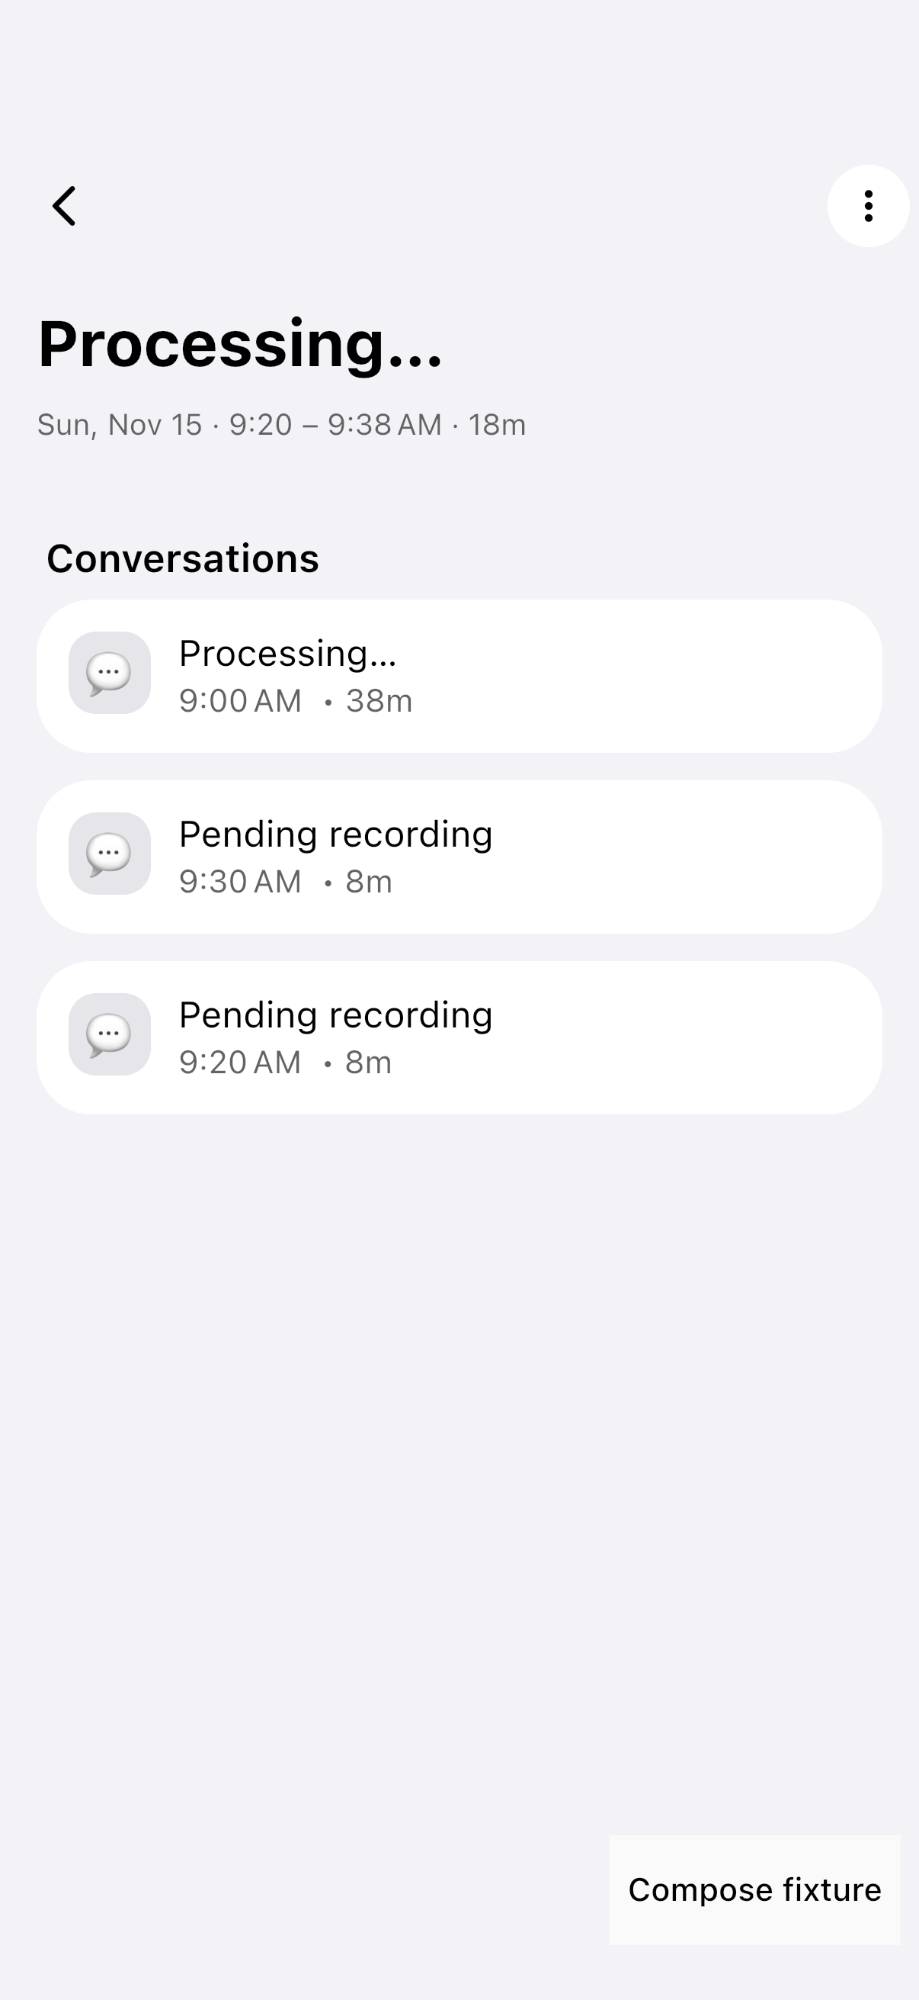 Processing...
Sun, Nov 15 · 9:20 – 9:38 AM · 18m
Conversations
Processing...
9:00 AM • 38m
Pending recording
9:30 AM • 8m
Pending recording
9:20 AM • 8m
Compose fixture